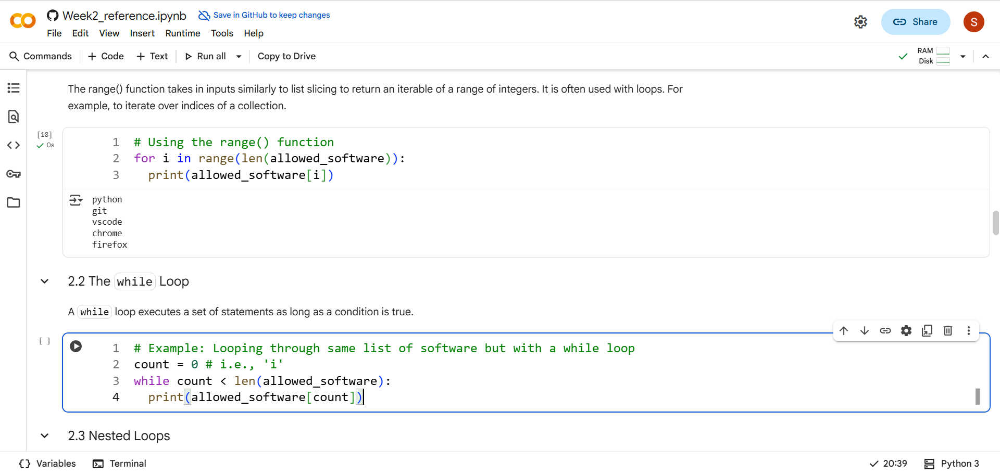 Week2_reference.ipynb Save in GitHub to keep changes
File Edit View Insert Runtime Tools Help
Share
S
Commands + Code + Text Run all Copy to Drive
RAM
Disk
The range() function takes in inputs similarly to list slicing to return an iterable of a range of integers. It is often used with loops. For
example, to iterate over indices of a collection.
[18]
0s
1 # Using the range() function
2 for i in range(len(allowed_software)):
3   print(allowed_software[i])
python
git
vscode
chrome
firefox
2.2 The while Loop
A while loop executes a set of statements as long as a condition is true.
[ ]
1 # Example: Looping through same list of software but with a while loop
2 count = 0 # i.e., 'i'
3 while count < len(allowed_software):
4   print(allowed_software[count])
2.3 Nested Loops
{} Variables Terminal
20:39 Python 3